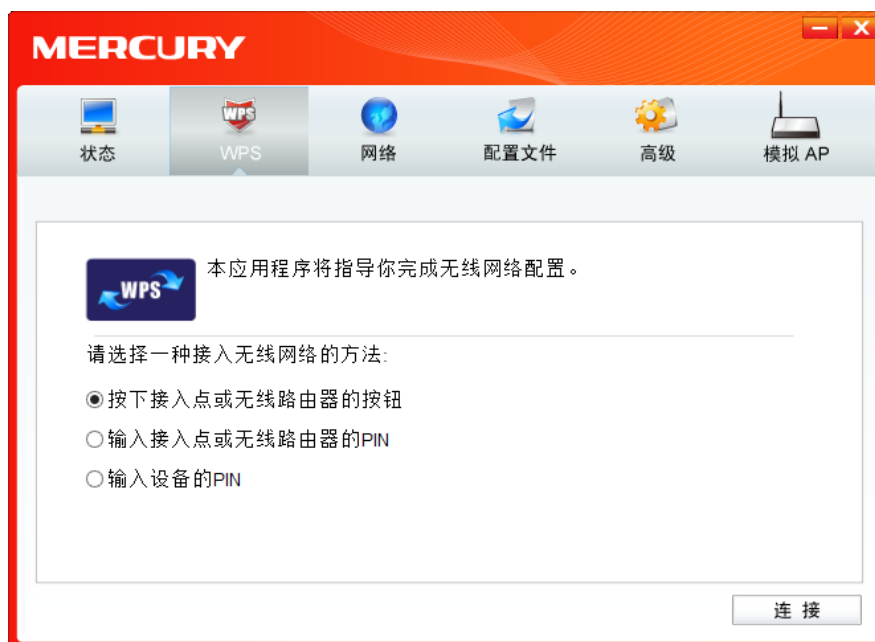 MERCURY
状态 WPS 网络 配置文件 高级 模拟 AP
WPS 本应用程序将指导你完成无线网络配置。
请选择一种接入无线网络的方法:
按下接入点或无线路由器的按钮
输入接入点或无线路由器的PIN
输入设备的PIN
连 接